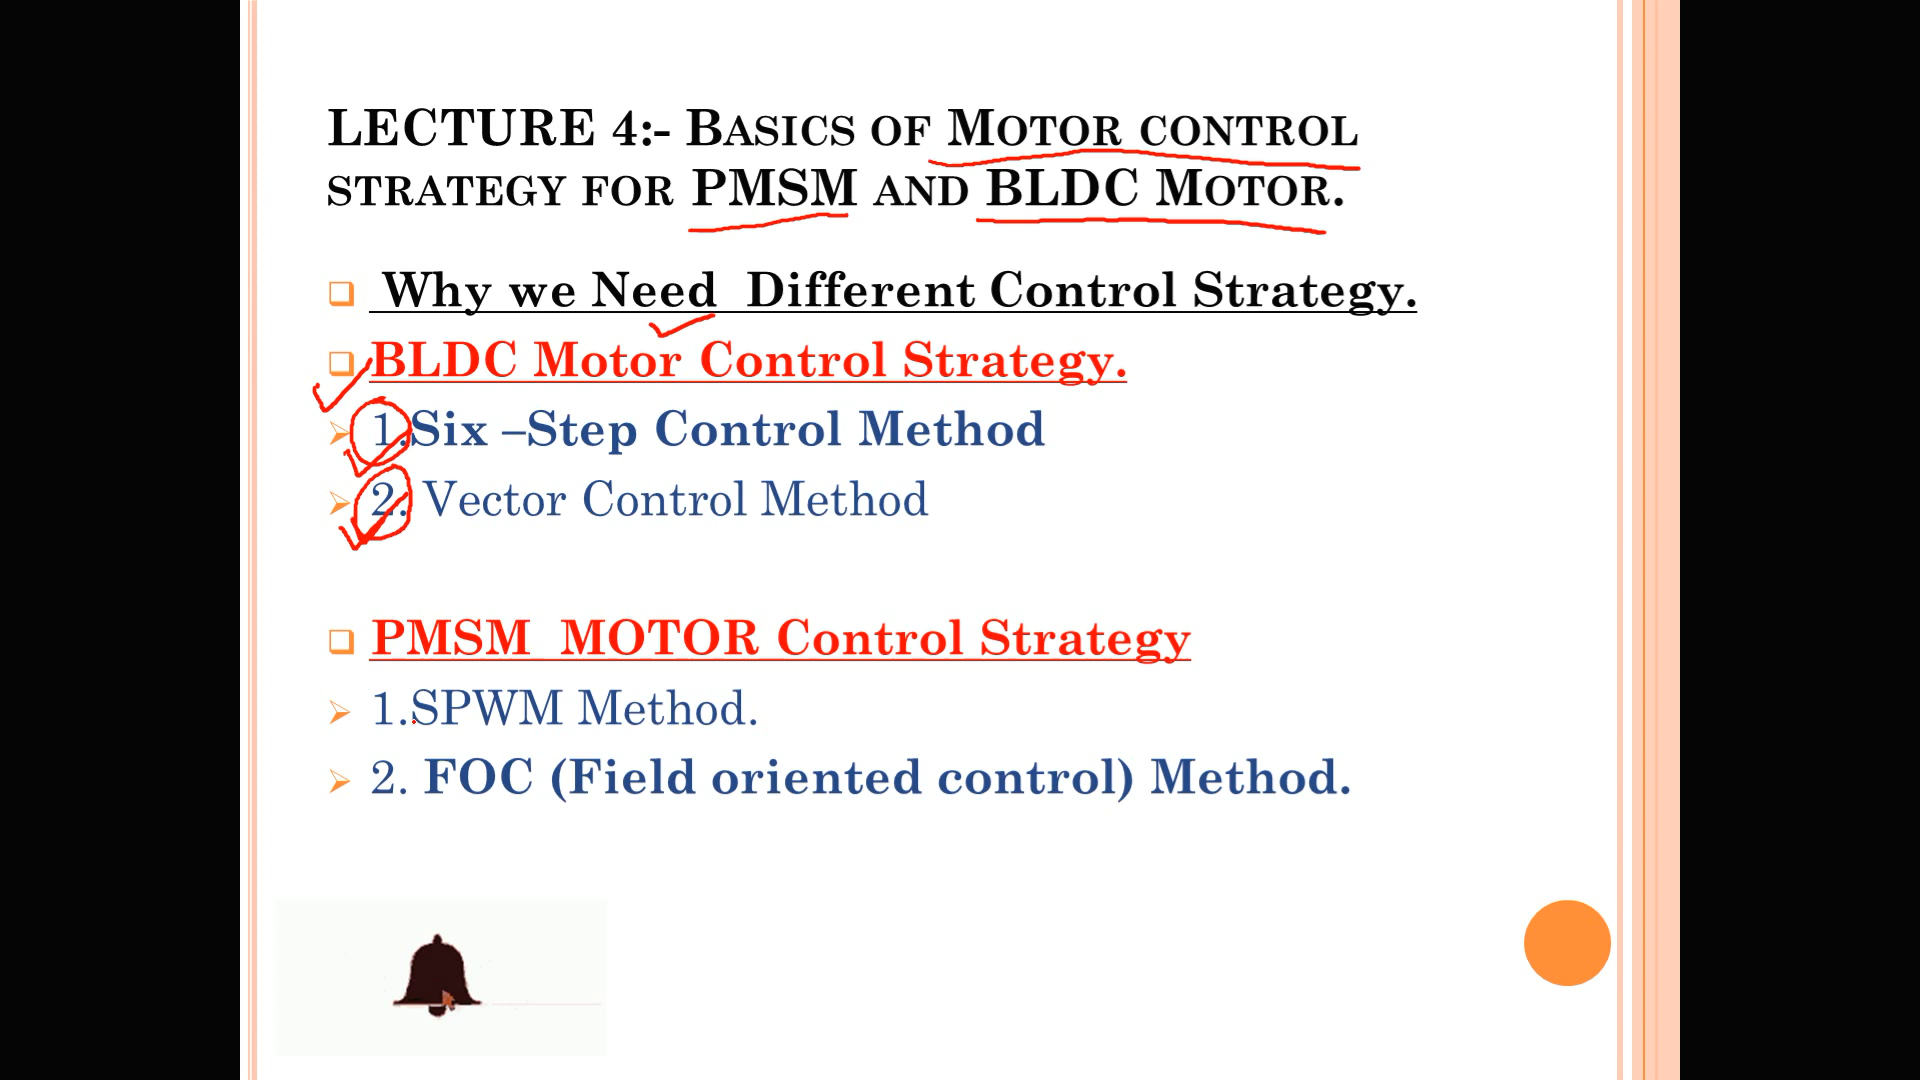 LECTURE 4:- BASICS OF MOTOR CONTROL
STRATEGY FOR PMSM AND BLDC MOTOR.
Why we Need Different Control Strategy.
BLDC Motor Control Strategy.
1.Six –Step Control Method
2. Vector Control Method
PMSM MOTOR Control Strategy
1.SPWM Method.
2. FOC (Field oriented control) Method.